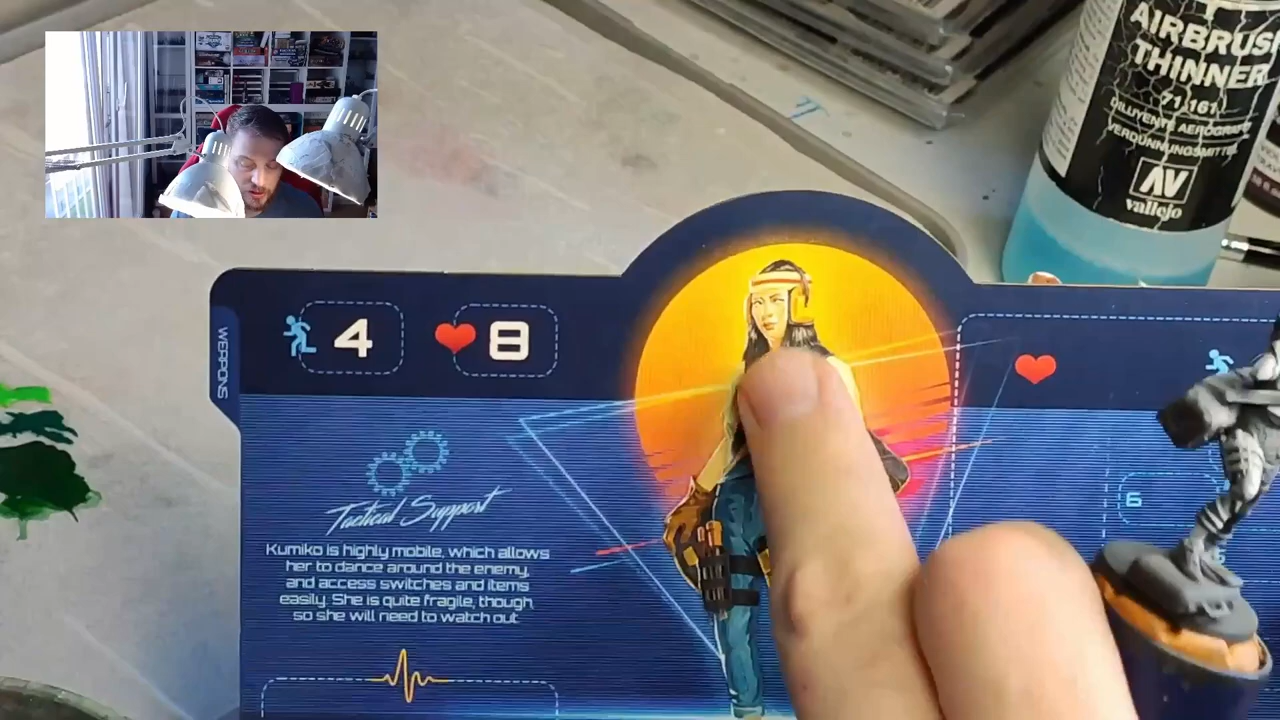 AIRBRUSH
THINNER
71.161
DILUYENTE AEROGRAFÍA
VERDÜNNUNGSMITTEL
AV
vallejo
WEAPONS
4
8
6
Tactical Support
Kumiko is highly mobile, which allows
her to dance around the enemy,
and access switches and items
easily. She is quite fragile, though,
so she will need to watch out.